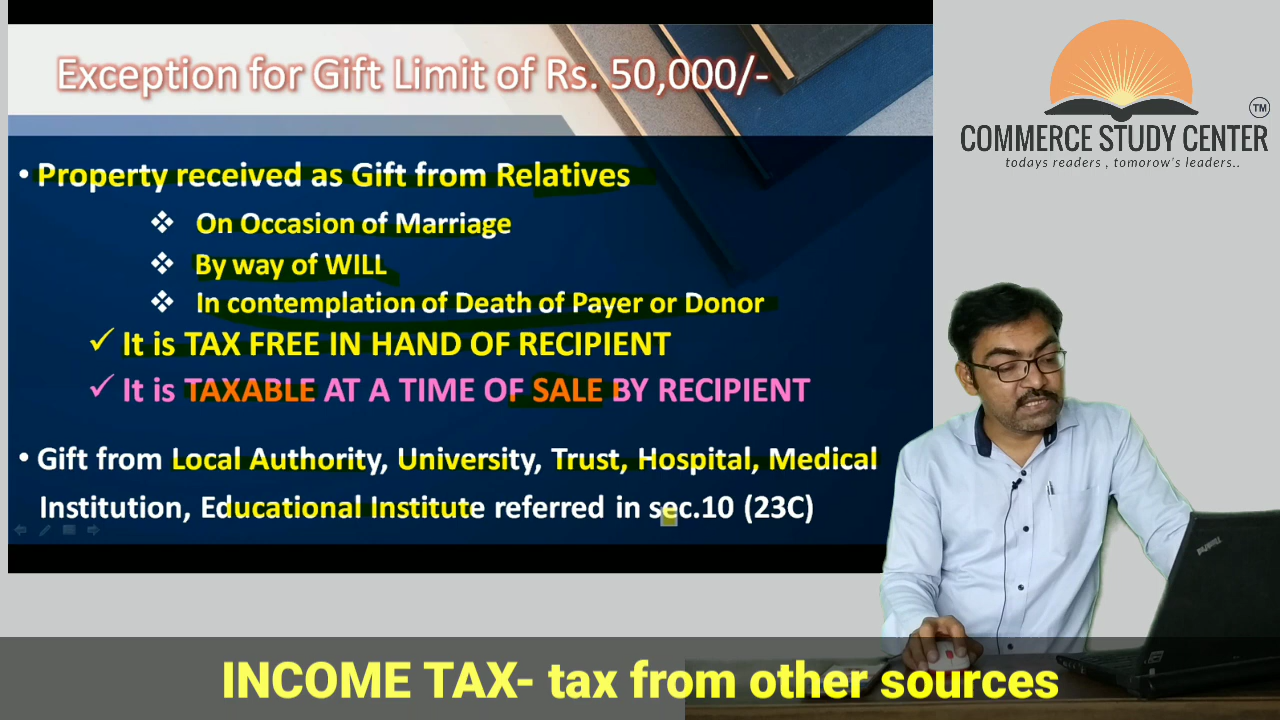 Exception for Gift Limit of Rs. 50,000/-
• Property received as Gift from Relatives
❖ On Occasion of Marriage
❖ By way of WILL
❖ In contemplation of Death of Payer or Donor
✓ It is TAX FREE IN HAND OF RECIPIENT
✓ It is TAXABLE AT A TIME OF SALE BY RECIPIENT
• Gift from Local Authority, University, Trust, Hospital, Medical
Institution, Educational Institute referred in sec.10 (23C)
TM
COMMERCE STUDY CENTER
todays readers , tomorow's leaders..
ThinkPad
INCOME TAX- tax from other sources